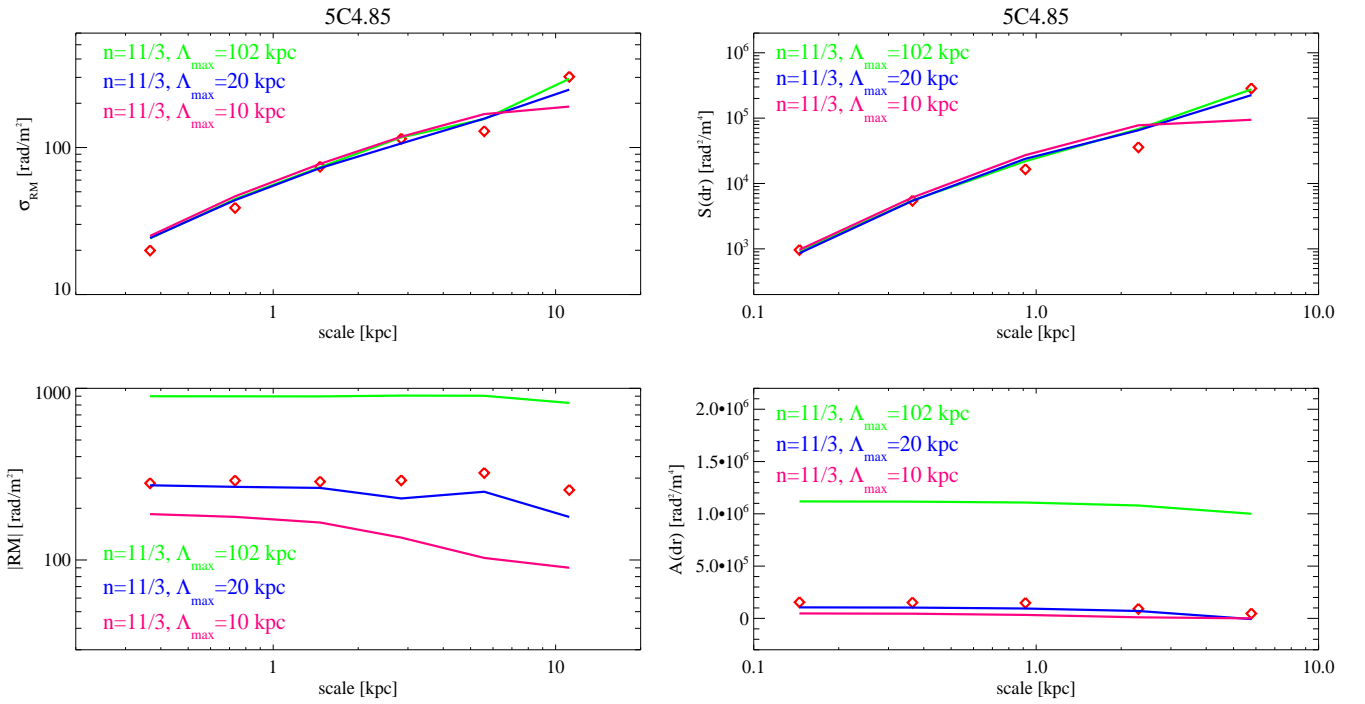 5C4.85
n=11/3, Λmax=102 kpc
n=11/3, Λmax=20 kpc
n=11/3, Λmax=10 kpc
σRM [rad/m²]
100
10
1
10
scale [kpc]
5C4.85
n=11/3, Λmax=102 kpc
n=11/3, Λmax=20 kpc
n=11/3, Λmax=10 kpc
S(dr) [rad²/m⁴]
10⁶
10⁵
10⁴
10³
0.1
1.0
10.0
scale [kpc]
|RM| [rad/m²]
1000
100
n=11/3, Λmax=102 kpc
n=11/3, Λmax=20 kpc
n=11/3, Λmax=10 kpc
1
10
scale [kpc]
A(dr) [rad²/m⁴]
2.0•10⁶
1.5•10⁶
1.0•10⁶
5.0•10⁵
0
n=11/3, Λmax=102 kpc
n=11/3, Λmax=20 kpc
n=11/3, Λmax=10 kpc
0.1
1.0
10.0
scale [kpc]